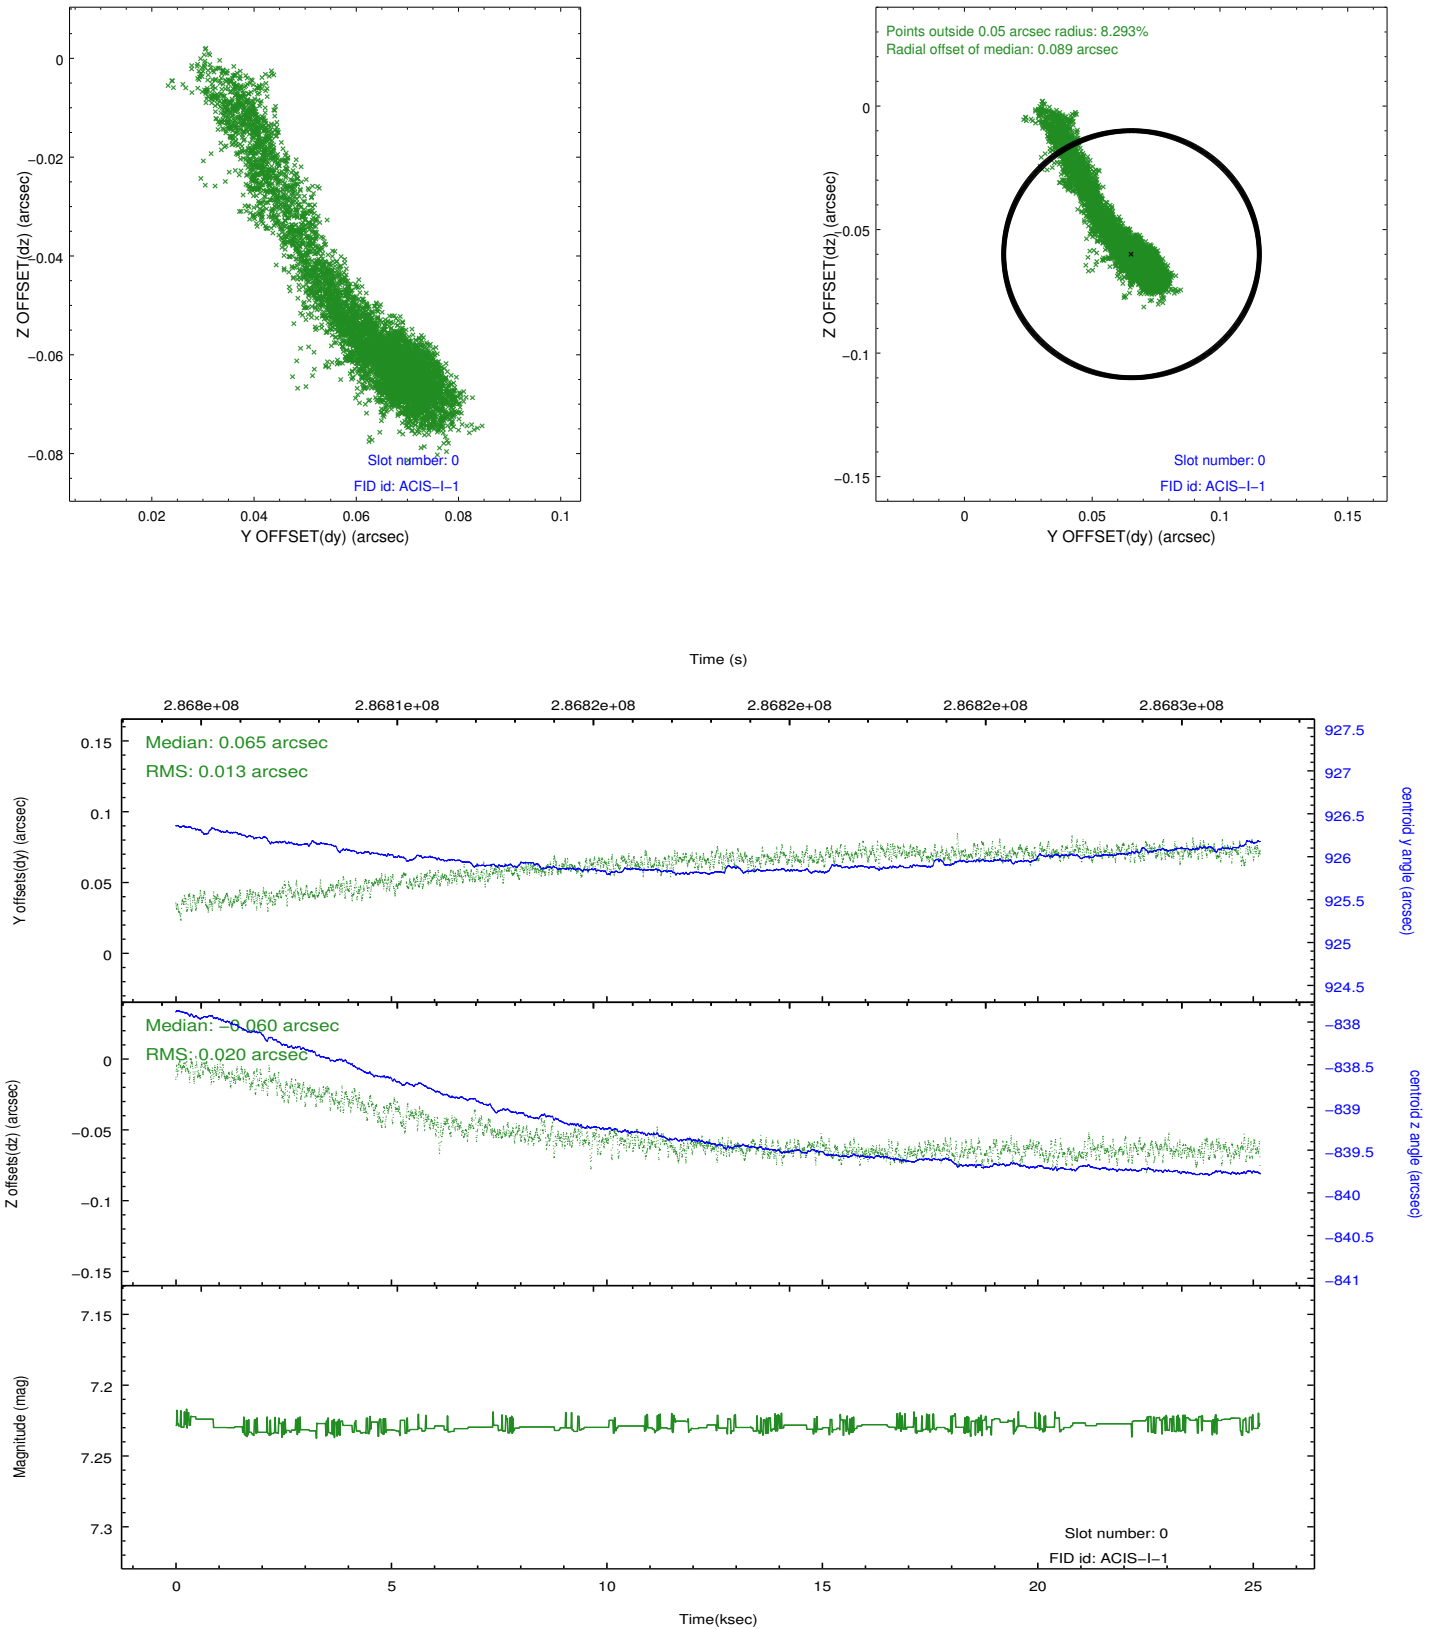 0
−0.02
−0.04
−0.06
−0.08
Z OFFSET(dz) (arcsec)
Slot number: 0
FID id: ACIS−I−1
0.02
0.04
0.06
0.08
0.1
Y OFFSET(dy) (arcsec)
Points outside 0.05 arcsec radius: 8.293%
Radial offset of median: 0.089 arcsec
0
−0.05
−0.1
−0.15
Z OFFSET(dz) (arcsec)
Slot number: 0
FID id: ACIS−I−1
0
0.05
0.1
0.15
Y OFFSET(dy) (arcsec)
Time (s)
2.868e+08
2.8681e+08
2.8682e+08
2.8682e+08
2.8682e+08
2.8683e+08
Median: 0.065 arcsec
RMS: 0.013 arcsec
0.15
0.1
0.05
0
Y offsets(dy) (arcsec)
927.5
927
926.5
926
925.5
925
924.5
centroid y angle (arcsec)
Median: −0.060 arcsec
RMS: 0.020 arcsec
0
−0.05
−0.1
−0.15
Z offsets(dz) (arcsec)
−838
−838.5
−839
−839.5
−840
−840.5
−841
centroid z angle (arcsec)
7.15
7.2
7.25
7.3
Magnitude (mag)
Slot number: 0
FID id: ACIS−I−1
0
5
10
15
20
25
Time(ksec)